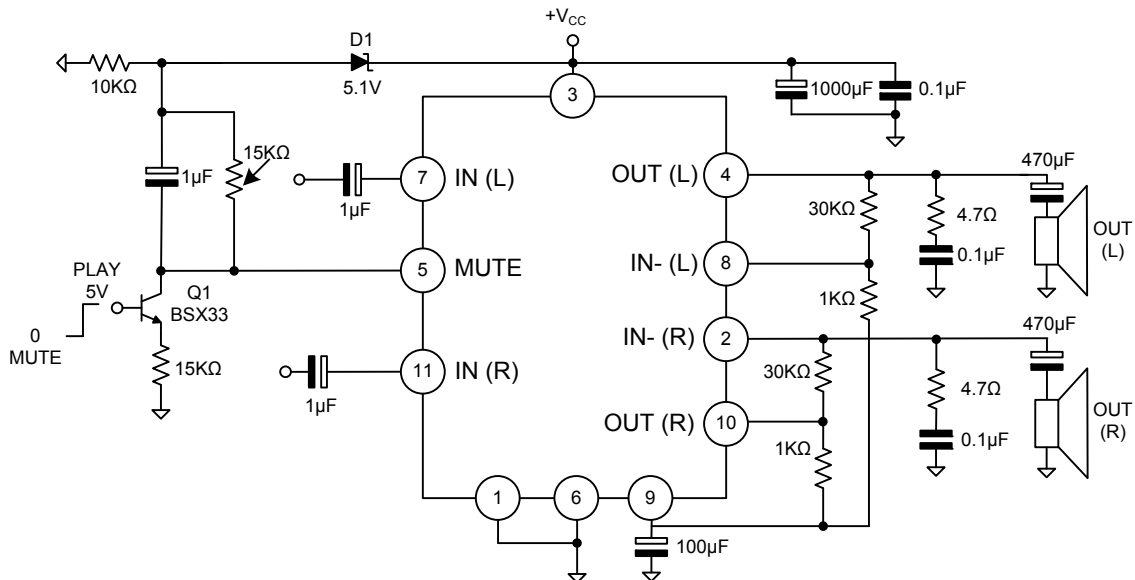 +VCC
D1
10KΩ
5.1V
3
1000µF
0.1µF
15KΩ
1µF
7
IN (L)
1µF
OUT (L)
4
470µF
30KΩ
4.7Ω
0.1µF
OUT
(L)
5
MUTE
IN- (L)
8
1KΩ
PLAY
5V
Q1
BSX33
0
MUTE
15KΩ
IN- (R)
2
470µF
11
IN (R)
1µF
30KΩ
4.7Ω
0.1µF
OUT
(R)
OUT (R)
10
1KΩ
1
6
9
100µF